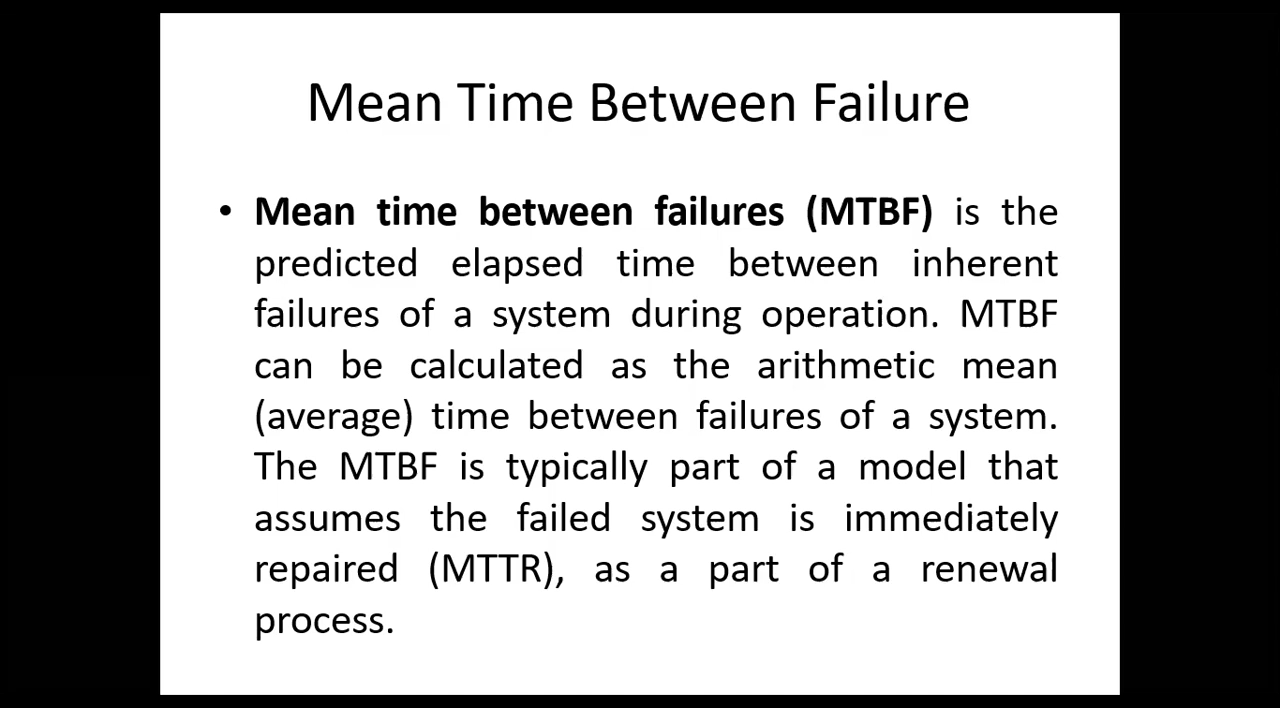 Mean Time Between Failure
• Mean time between failures (MTBF) is the
predicted elapsed time between inherent
failures of a system during operation. MTBF
can be calculated as the arithmetic mean
(average) time between failures of a system.
The MTBF is typically part of a model that
assumes the failed system is immediately
repaired (MTTR), as a part of a renewal
process.